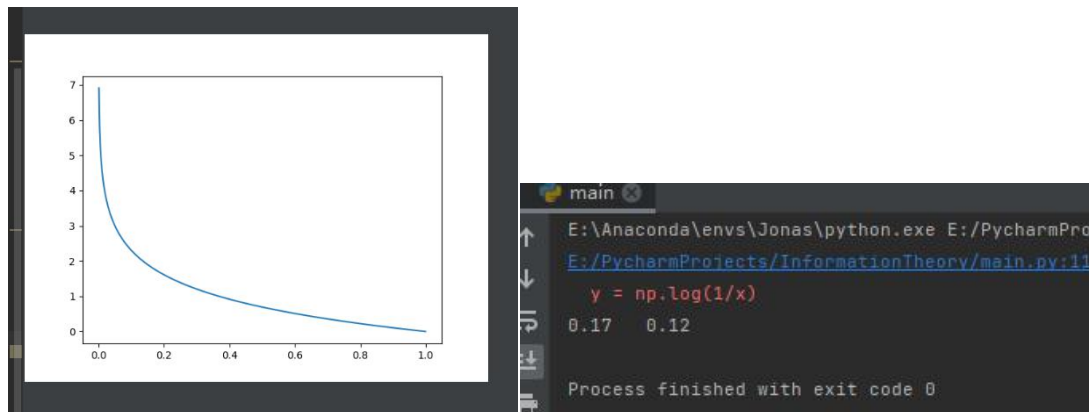 7
6
5
4
3
2
1
0
0.0 0.2 0.4 0.6 0.8 1.0
main
E:\Anaconda\envs\Jonas\python.exe E:/PycharmPro
E:/PycharmProjects/InformationTheory/main.py:11
y = np.log(1/x)
0.17 0.12
Process finished with exit code 0